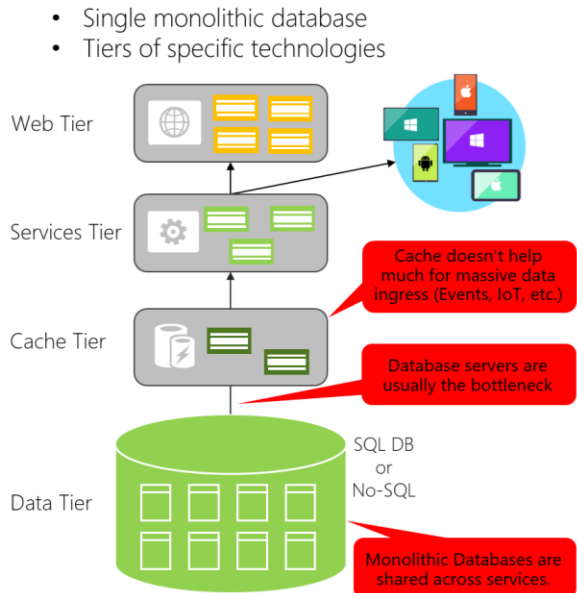 • Single monolithic database
• Tiers of specific technologies
Web Tier
Services Tier
Cache doesn't help
much for massive data
ingress (Events, IoT, etc.)
Cache Tier
Database servers are
usually the bottleneck
SQL DB
or
No-SQL
Data Tier
Monolithic Databases are
shared across services.